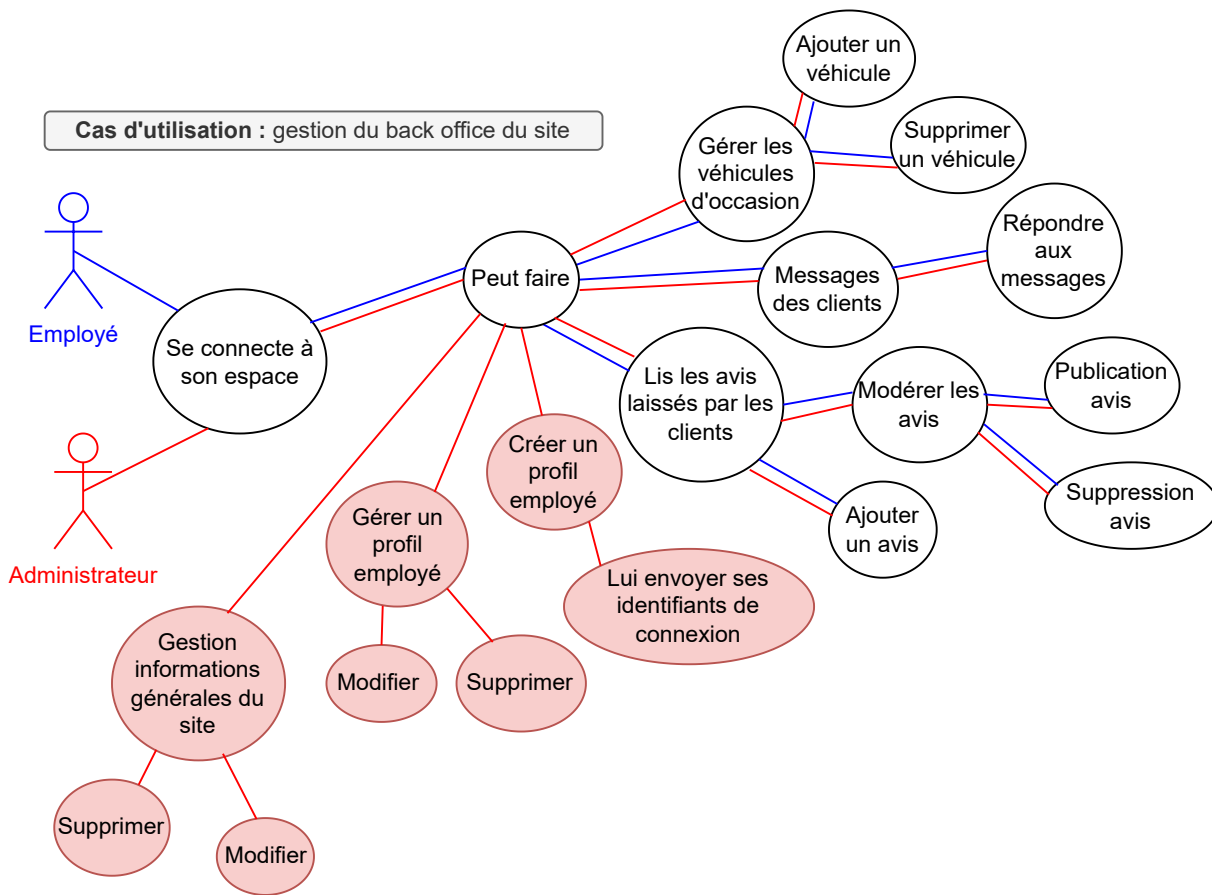 Ajouter un
véhicule
Cas d'utilisation : gestion du back office du site
Supprimer
un véhicule
Gérer les
véhicules
d'occasion
Répondre
aux
messages
Peut faire
Messages
des clients
Employé
Se connecte à
son espace
Lis les avis
laissés par les
clients
Modérer les
avis
Publication
avis
Créer un
profil
employé
Suppression
avis
Gérer un
profil
employé
Ajouter
un avis
Administrateur
Lui envoyer ses
identifiants de
connexion
Gestion
informations
générales du
site
Modifier
Supprimer
Supprimer
Modifier